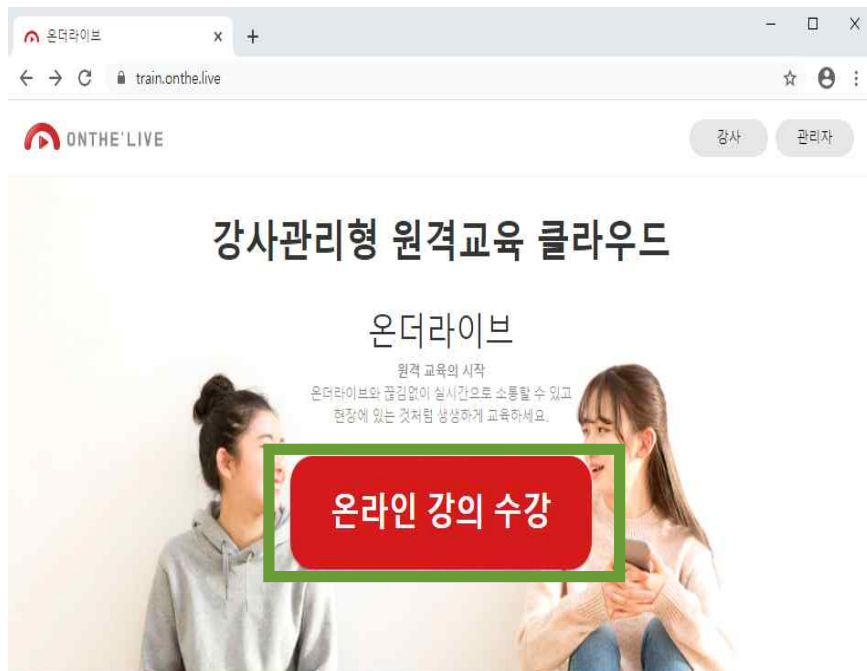 온더라이브
train.onthe.live
ONTHE'LIVE
강사 관리자
강사관리형 원격교육 클라우드
온더라이브
원격 교육의 시작
온더라이브와 끊김없이 실시간으로 소통할 수 있고
현장에 있는 것처럼 생생하게 교육하세요.
온라인 강의 수강